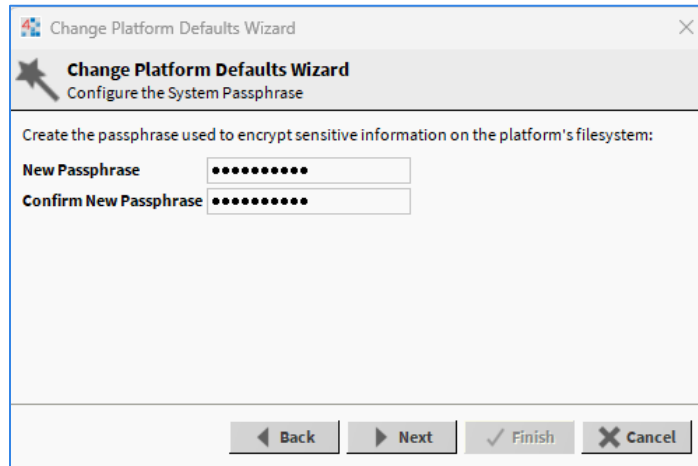 Change Platform Defaults Wizard
Change Platform Defaults Wizard
Configure the System Passphrase
Create the passphrase used to encrypt sensitive information on the platform's filesystem:
New Passphrase ●●●●●●●●●●
Confirm New Passphrase ●●●●●●●●●●
Back Next Finish Cancel